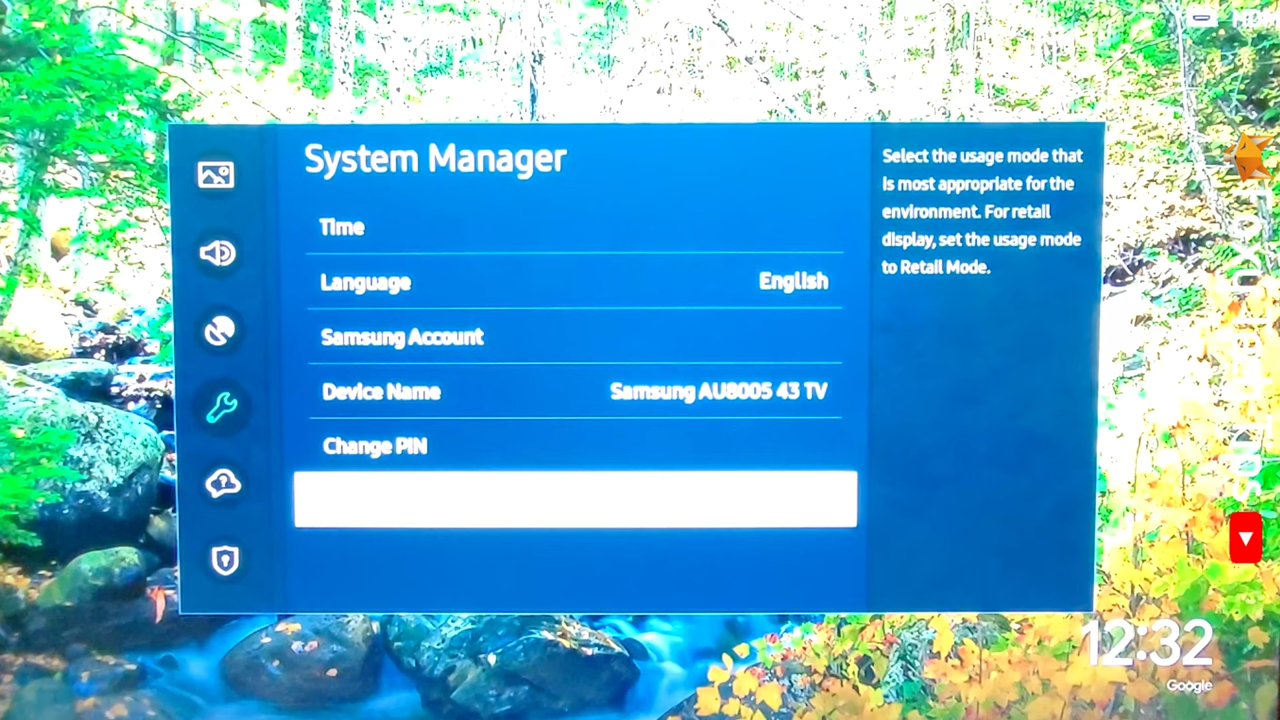 System Manager
Time
Language English
Samsung Account
Device Name Samsung AU8005 43 TV
Change PIN
Select the usage mode that
is most appropriate for the
environment. For retail
display, set the usage mode
to Retail Mode.
12:32
Google